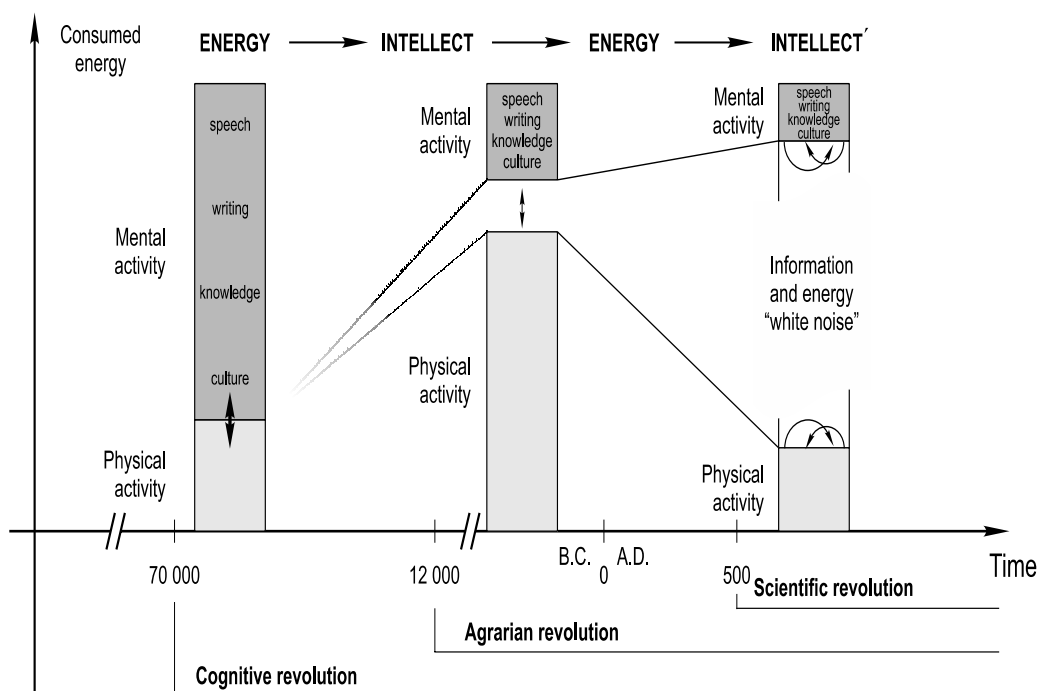 Consumed
energy
ENERGY
INTELLECT
ENERGY
INTELLECT´
speech
writing
knowledge
culture
Mental
activity
Physical
activity
Mental
activity
speech
writing
knowledge
culture
Physical
activity
Mental
activity
speech
writing
knowledge
culture
Information
and energy
“white noise”
Physical
activity
B.C.
A.D.
70 000
12 000
0
500
Time
Scientific revolution
Agrarian revolution
Cognitive revolution